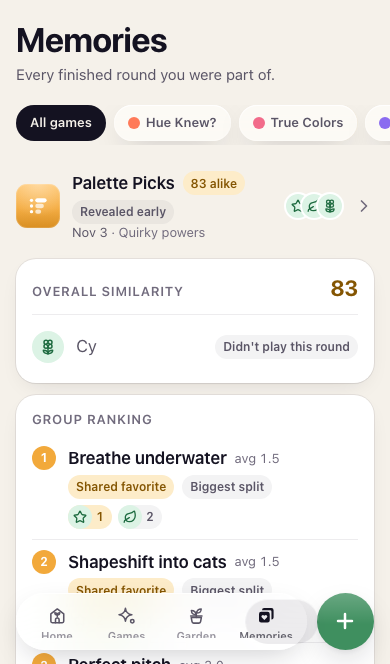 Memories
Every finished round you were part of.
All games
Hue Knew?
True Colors
Palette Picks 83 alike
Revealed early
Nov 3 · Quirky powers
OVERALL SIMILARITY 83
Cy Didn't play this round
GROUP RANKING
1 Breathe underwater avg 1.5
Shared favorite Biggest split
1 2
2 Shapeshift into cats avg 1.5
Shared favorite Biggest split
Home Games Garden Memories
Perfect pitch